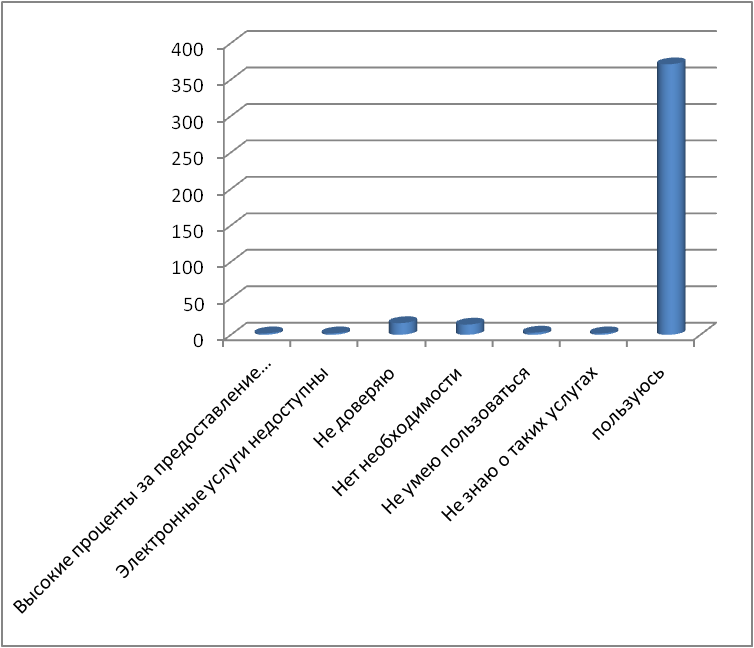 400
350
300
250
200
150
100
50
0
Высокие проценты за предоставление...
Электронные услуги недоступны
Не доверяю
Нет необходимости
Не умею пользоваться
Не знаю о таких услугах
пользуюсь